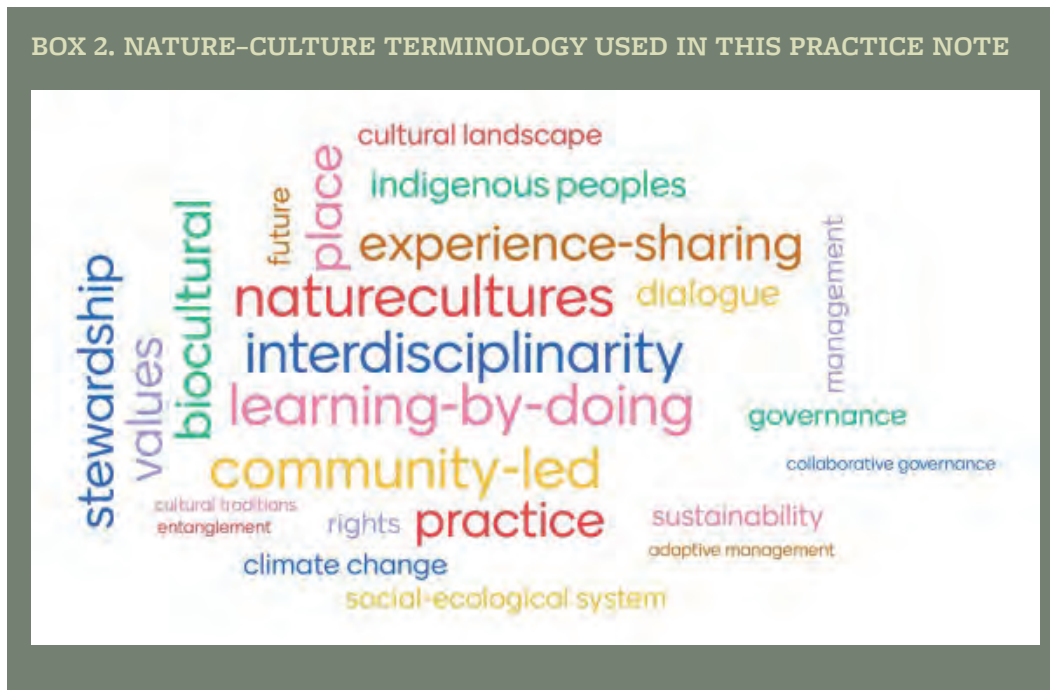 BOX 2. NATURE–CULTURE TERMINOLOGY USED IN THIS PRACTICE NOTE
cultural landscape
place
indigenous peoples
future
experience-sharing
management
biocultural
stewardship
naturecultures
dialogue
interdisciplinarity
values
learning-by-doing
governance
community-led
collaborative governance
cultural traditions
entanglement
rights
practice
sustainability
adaptive management
climate change
social-ecological system